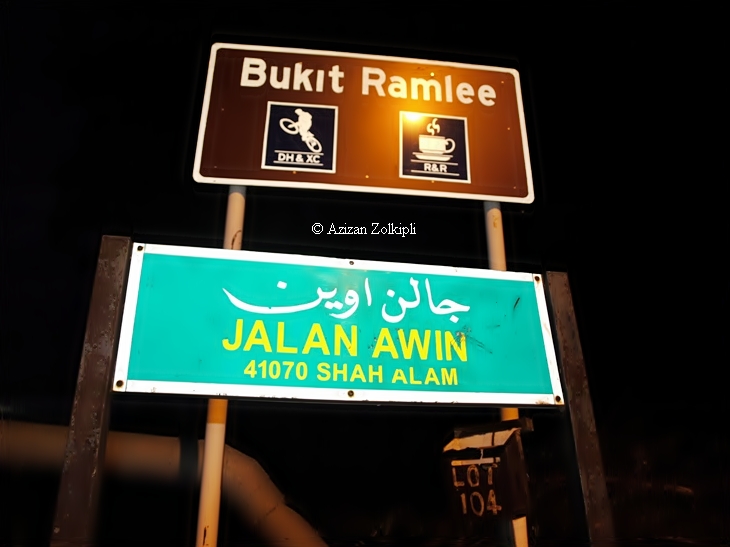 Bukit Ramlee
DH & XC
R&R
© Azizan Zolkipli
جالن اوين
JALAN AWIN
41070 SHAH ALAM
LOT
104